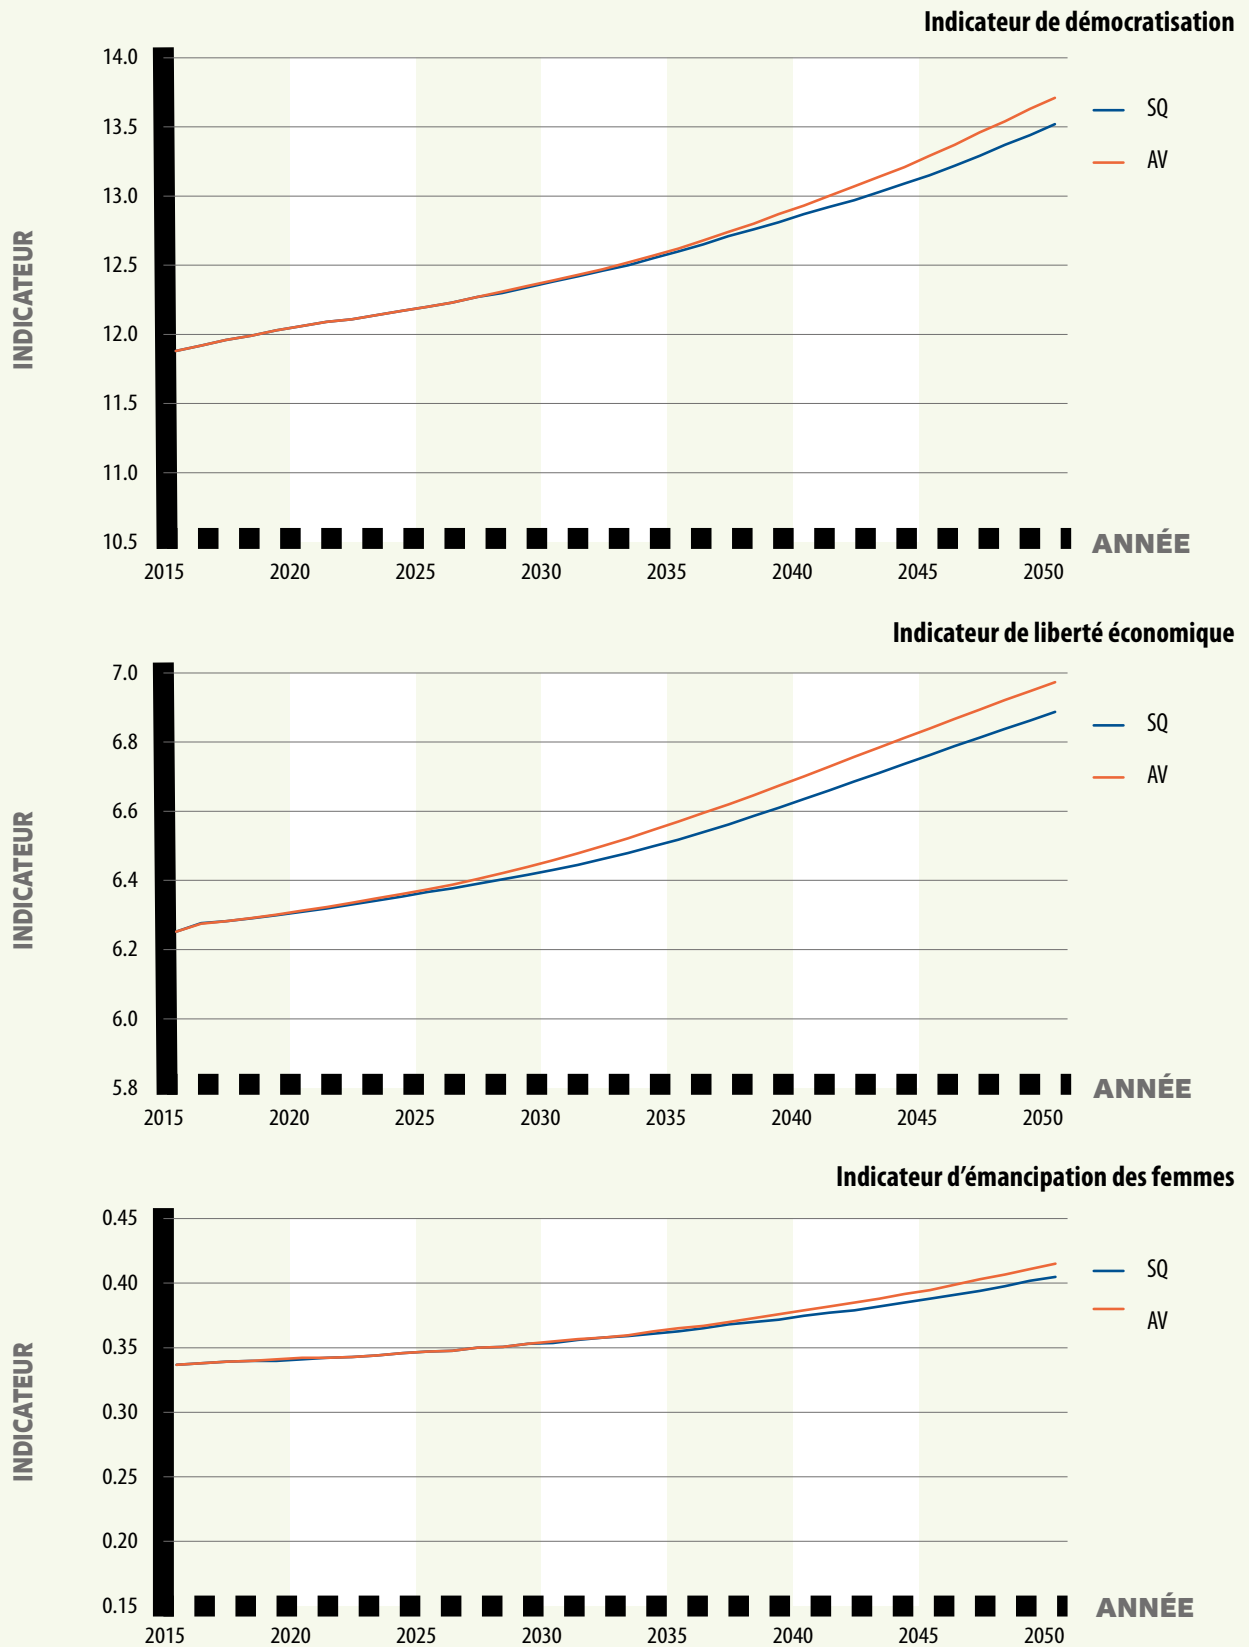 Indicateur de démocratisation
14.0
13.5
13.0
12.5
12.0
11.5
11.0
10.5
INDICATEUR
SQ
AV
2015 2020 2025 2030 2035 2040 2045 2050
ANNÉE
Indicateur de liberté économique
7.0
6.8
6.6
6.4
6.2
6.0
5.8
INDICATEUR
SQ
AV
2015 2020 2025 2030 2035 2040 2045 2050
ANNÉE
Indicateur d’émancipation des femmes
0.45
0.40
0.35
0.30
0.25
0.20
0.15
INDICATEUR
SQ
AV
2015 2020 2025 2030 2035 2040 2045 2050
ANNÉE